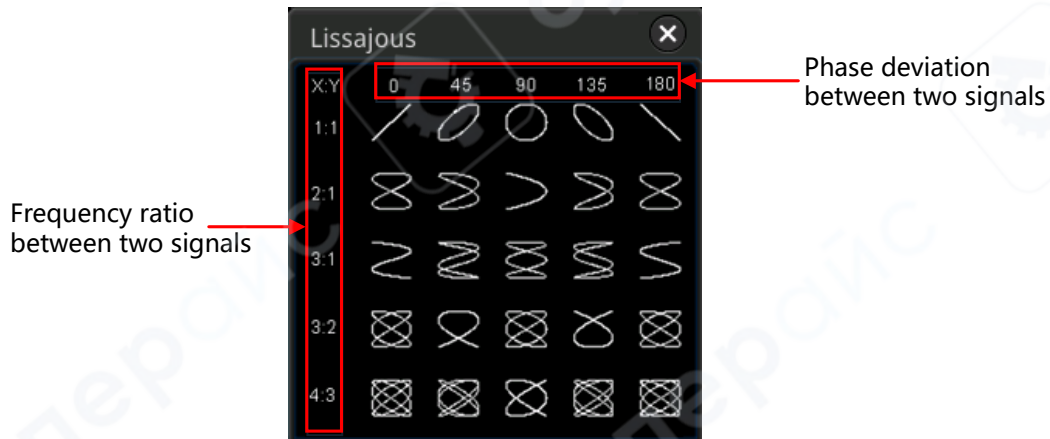 Lissajous
X:Y 0 45 90 135 180
Phase deviation
between two signals
1:1
2:1
Frequency ratio
between two signals
3:1
3:2
4:3